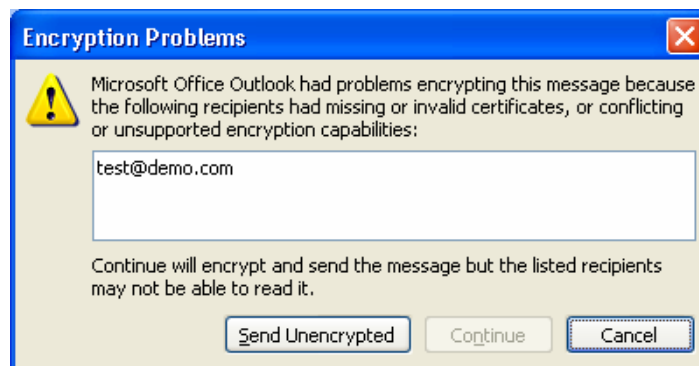 Encryption Problems
Microsoft Office Outlook had problems encrypting this message because
the following recipients had missing or invalid certificates, or conflicting
or unsupported encryption capabilities:
test@demo.com
Continue will encrypt and send the message but the listed recipients
may not be able to read it.
Send Unencrypted Continue Cancel